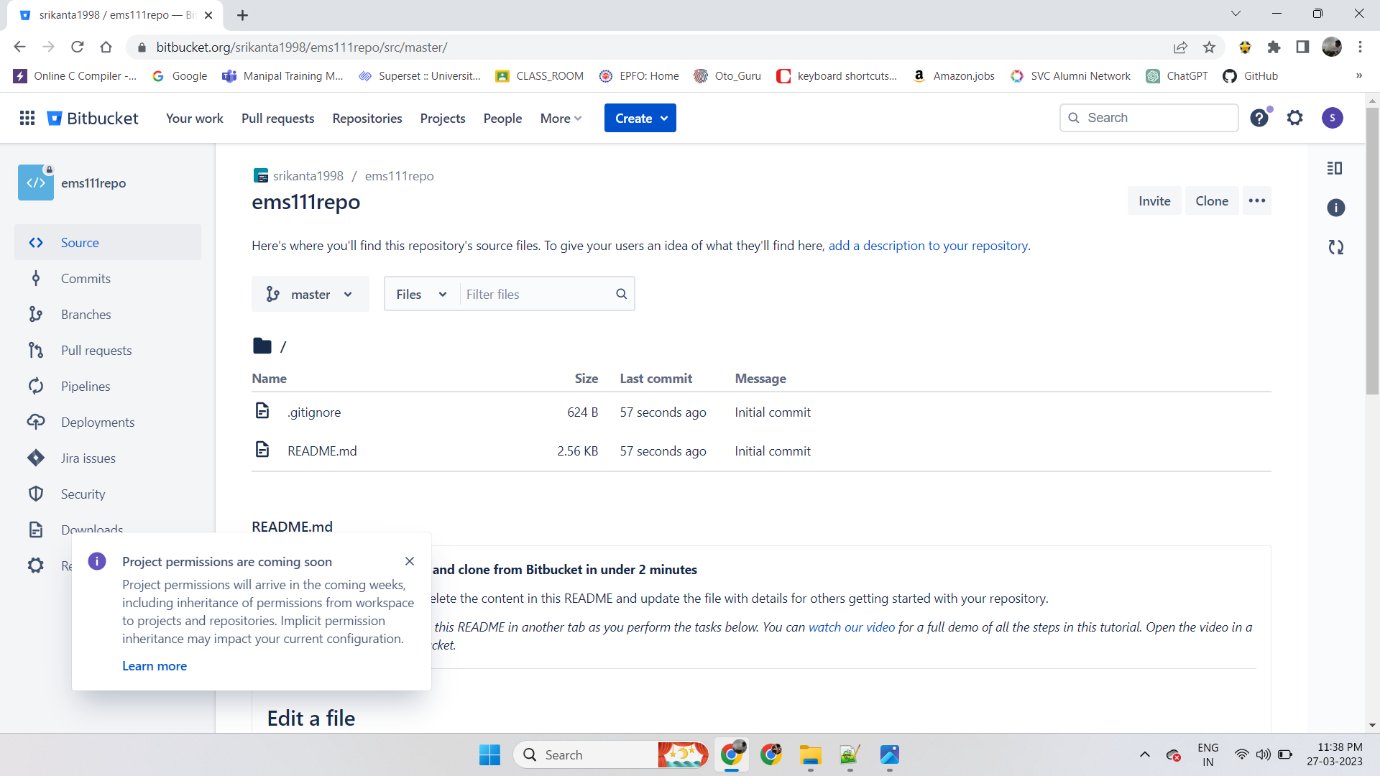 srikanta1998 / ems111repo — Bi
bitbucket.org/srikanta1998/ems111repo/src/master/
Online C Compiler -... Google Manipal Training M... Superset :: Universit... CLASS_ROOM EPFO: Home Oto_Guru keyboard shortcuts... Amazon.jobs SVC Alumni Network ChatGPT GitHub »
Bitbucket Your work Pull requests Repositories Projects People More Create Search S
ems111repo
Source
Commits
Branches
Pull requests
Pipelines
Deployments
Jira issues
Security
Downloads
Re
srikanta1998 / ems111repo
ems111repo
Invite Clone
Here's where you'll find this repository's source files. To give your users an idea of what they'll find here, add a description to your repository.
master Files Filter files
/
Name Size Last commit Message
.gitignore 624 B 57 seconds ago Initial commit
README.md 2.56 KB 57 seconds ago Initial commit
README.md
and clone from Bitbucket in under 2 minutes
elete the content in this README and update the file with details for others getting started with your repository.
this README in another tab as you perform the tasks below. You can watch our video for a full demo of all the steps in this tutorial. Open the video in a
cket.
Edit a file
Project permissions are coming soon
Project permissions will arrive in the coming weeks,
including inheritance of permissions from workspace
to projects and repositories. Implicit permission
inheritance may impact your current configuration.
Learn more
Search
ENG
IN
11:38 PM
27-03-2023